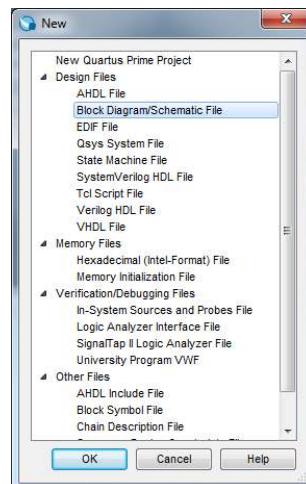 New
New Quartus Prime Project
Design Files
AHDL File
Block Diagram/Schematic File
EDIF File
Qsys System File
State Machine File
SystemVerilog HDL File
Tcl Script File
Verilog HDL File
VHDL File
Memory Files
Hexadecimal (Intel-Format) File
Memory Initialization File
Verification/Debugging Files
In-System Sources and Probes File
Logic Analyzer Interface File
SignalTap II Logic Analyzer File
University Program VWF
Other Files
AHDL Include File
Block Symbol File
Chain Description File
OK Cancel Help